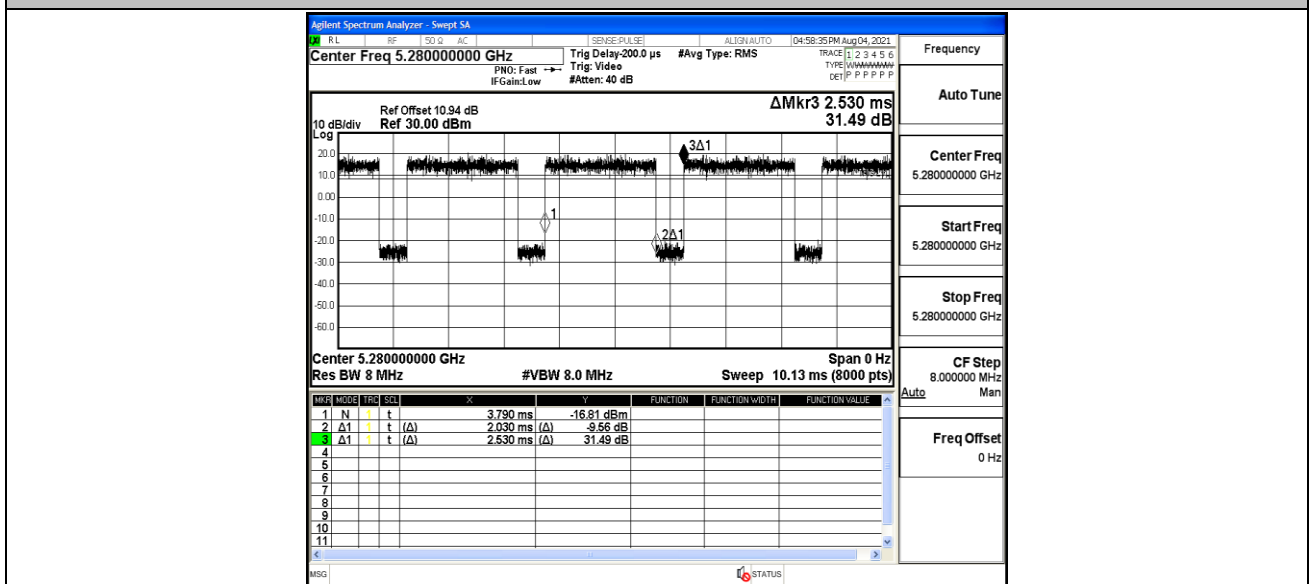 Agilent Spectrum Analyzer - Swept SA
RL RF 50 Ω AC SENSE:PULSE ALIGNAUTO 04:58:35 PM Aug 04, 2021
Center Freq 5.280000000 GHz
PNO: Fast
IFGain:Low
Trig Delay-200.0 µs
Trig: Video
#Atten: 40 dB
#Avg Type: RMS
TRACE 1 2 3 4 5 6
TYPE
DET P P P P P P
ΔMkr3 2.530 ms
31.49 dB
Ref Offset 10.94 dB
10 dB/div Ref 30.00 dBm
Log
20.0
10.0
0.00
-10.0
-20.0
-30.0
-40.0
-50.0
-60.0
3Δ1
1
2Δ1
Center 5.280000000 GHz Span 0 Hz
Res BW 8 MHz #VBW 8.0 MHz Sweep 10.13 ms (8000 pts)
MKR MODE TRC SCL X Y FUNCTION FUNCTION WIDTH FUNCTION VALUE
1 N 1 t 3.790 ms -16.81 dBm
2 Δ1 1 t (Δ) 2.030 ms (Δ) -9.56 dB
3 Δ1 1 t (Δ) 2.530 ms (Δ) 31.49 dB
4
5
6
7
8
9
10
11
MSG STATUS
Frequency
Auto Tune
Center Freq
5.280000000 GHz
Start Freq
5.280000000 GHz
Stop Freq
5.280000000 GHz
CF Step
8.000000 MHz
Auto Man
Freq Offset
0 Hz